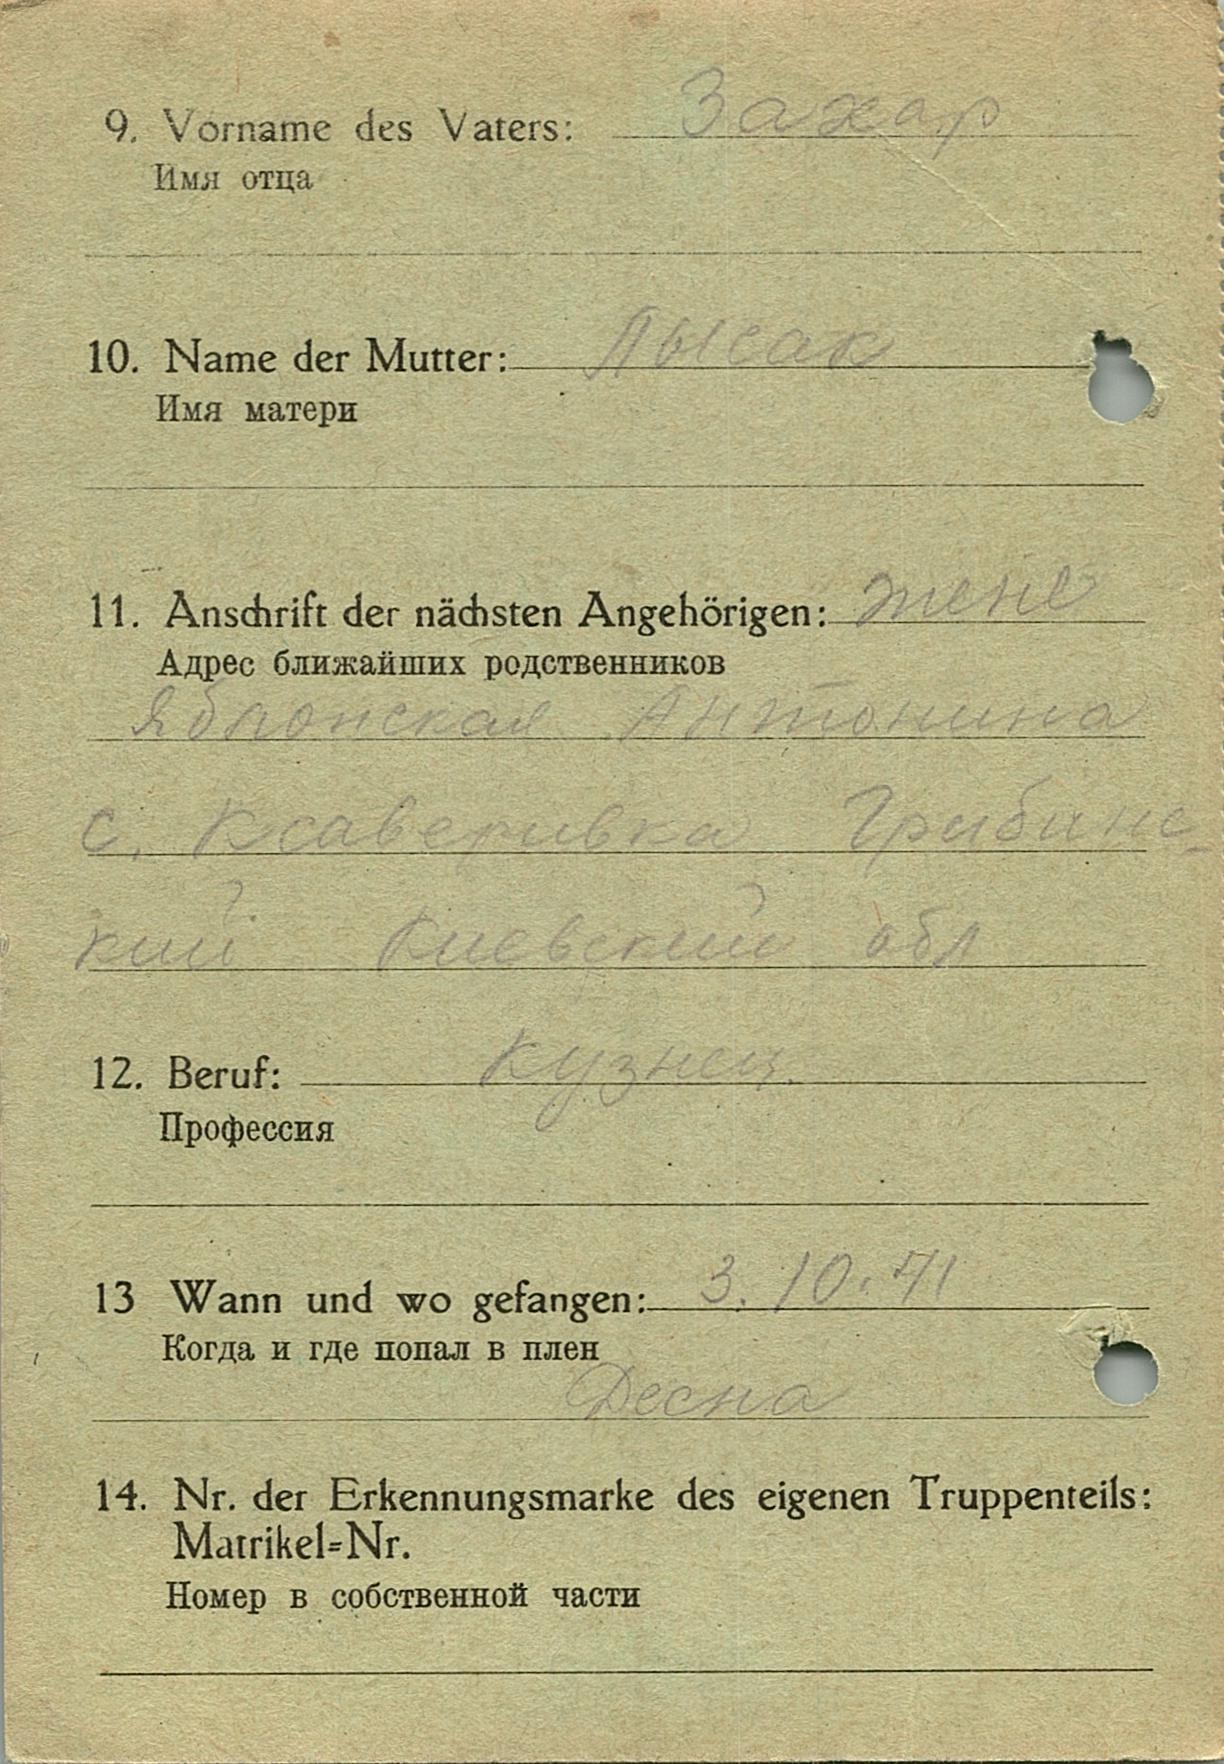 9. Vorname des Vaters: Захар
Имя отца
10. Name der Mutter: Лысак
Имя матери
11. Anschrift der nächsten Angehörigen: жене
Адрес ближайших родственников
Яблонская Антонина
с. Ксаверивка Гребинс-
кий Киевский обл
12. Beruf: Кузнец.
Профессия
13 Wann und wo gefangen: 3.10.41
Когда и где попал в плен
Десна
14. Nr. der Erkennungsmarke des eigenen Truppenteils:
Matrikel=Nr.
Номер в собственной части